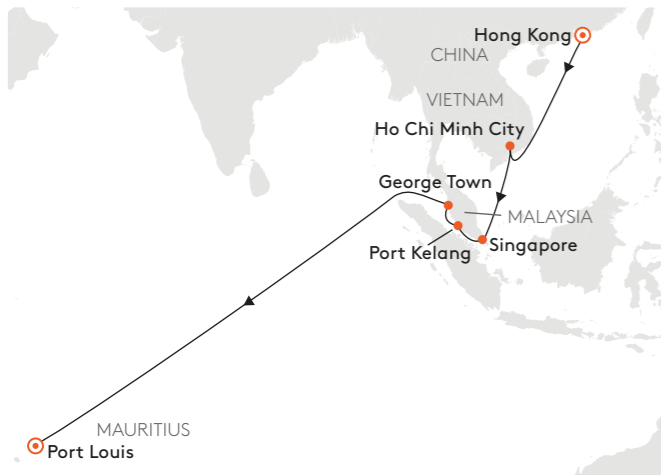 Hong Kong
CHINA
VIETNAM
Ho Chi Minh City
George Town
MALAYSIA
Singapore
Port Kelang
MAURITIUS
Port Louis